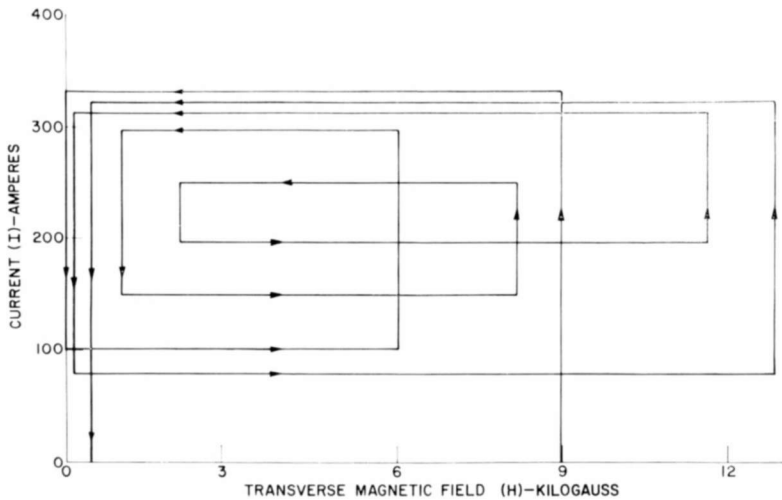 400
300
200
100
0
CURRENT (I)-AMPERES
0 3 6 9 12
TRANSVERSE MAGNETIC FIELD (H)-KILOGAUSS